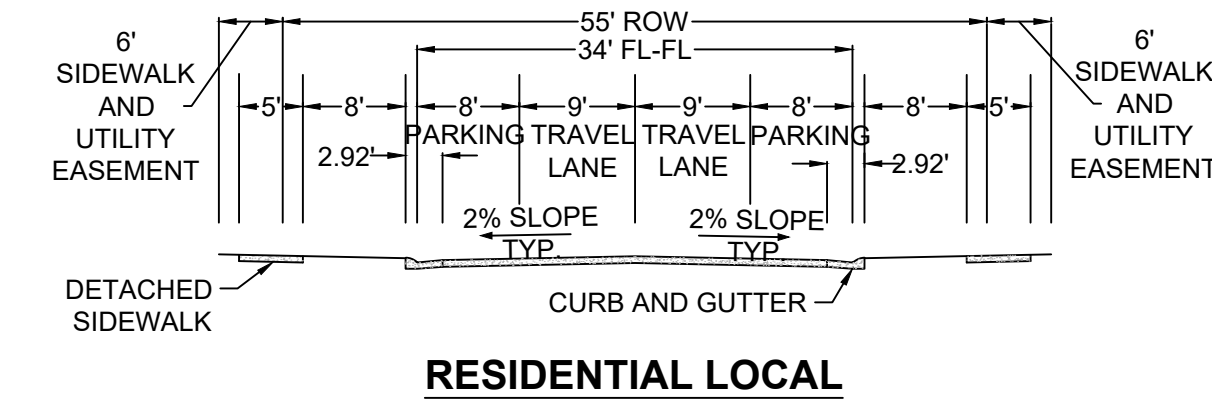 55' ROW
34' FL-FL
6'
SIDEWALK
AND
UTILITY
EASEMENT
6'
SIDEWALK
AND
UTILITY
EASEMENT
5' 8' 8' 9' 9' 8' 8' 5'
PARKING TRAVEL TRAVEL PARKING
LANE LANE
2.92' 2.92'
2% SLOPE 2% SLOPE
TYP. TYP
DETACHED
SIDEWALK
CURB AND GUTTER
RESIDENTIAL LOCAL